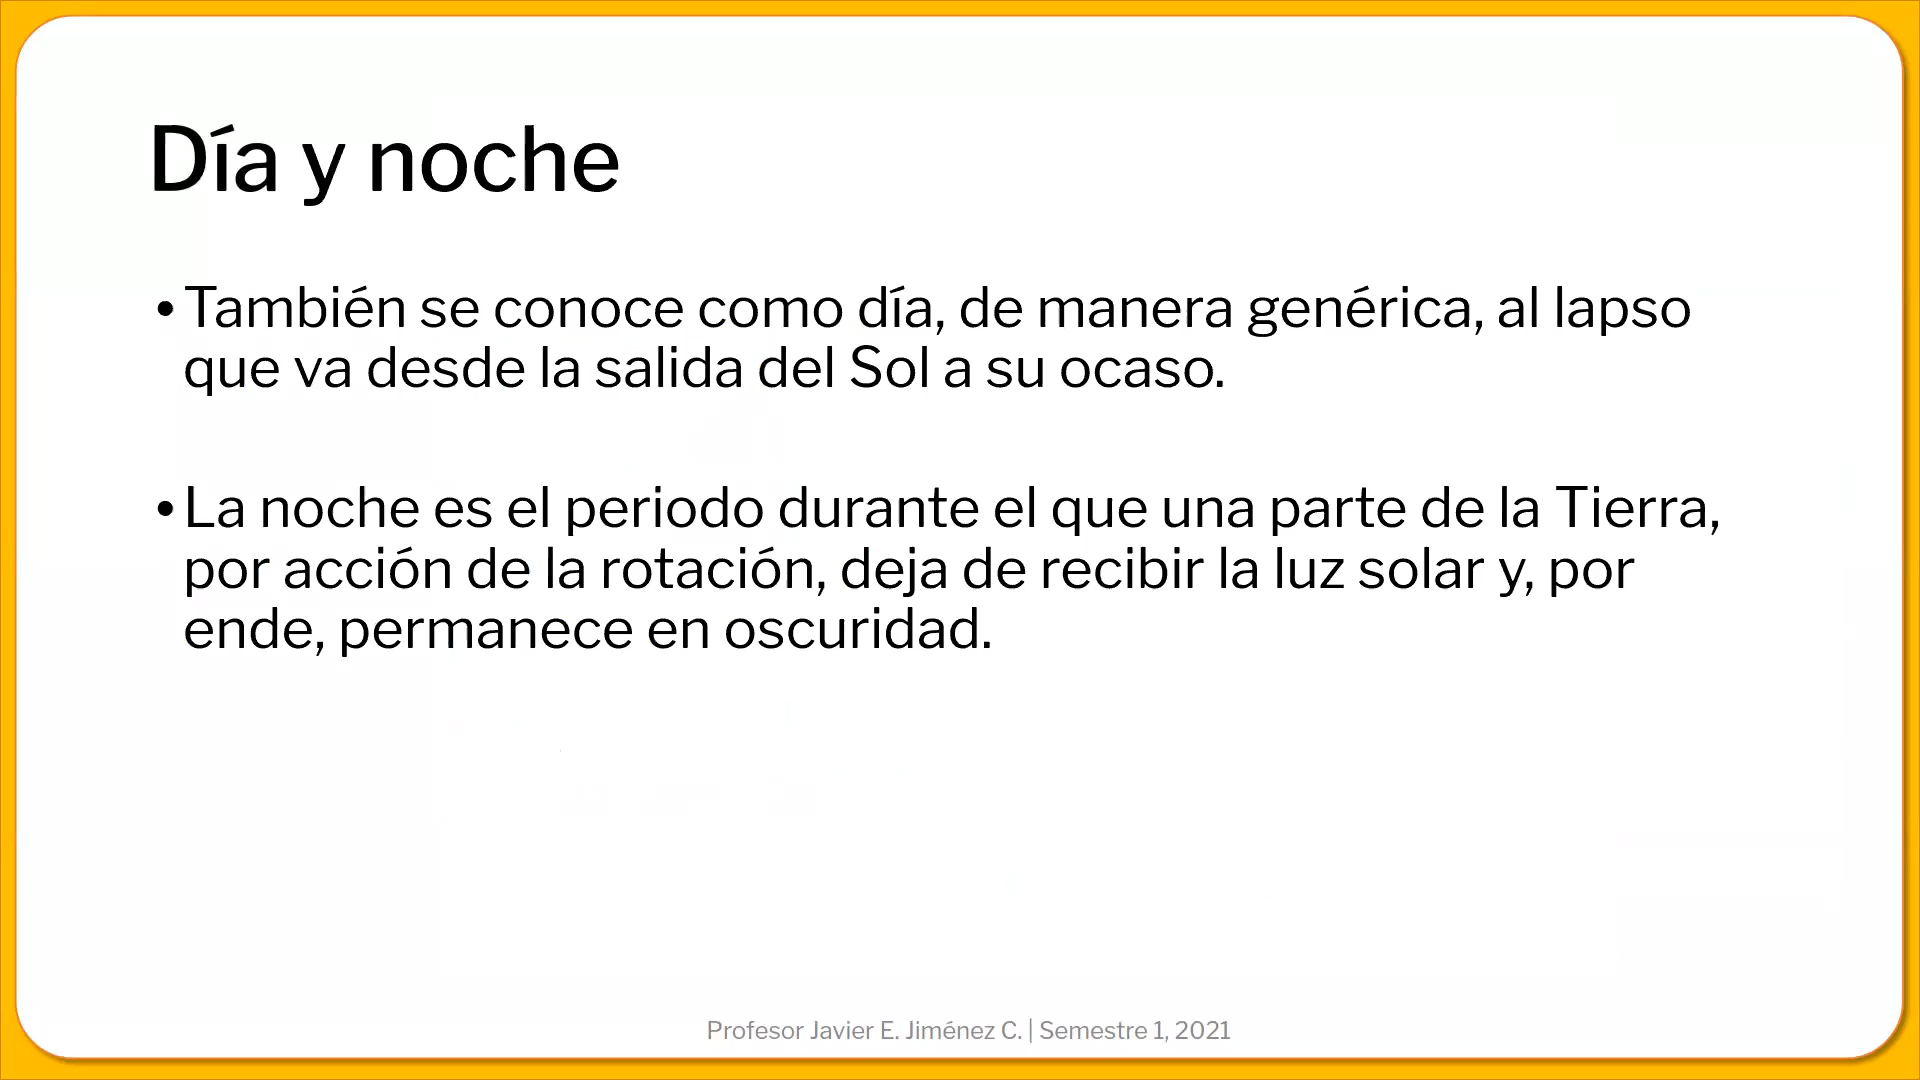 Día y noche
• También se conoce como día, de manera genérica, al lapso
que va desde la salida del Sol a su ocaso.
• La noche es el periodo durante el que una parte de la Tierra,
por acción de la rotación, deja de recibir la luz solar y, por
ende, permanece en oscuridad.
Profesor Javier E. Jiménez C. | Semestre 1, 2021